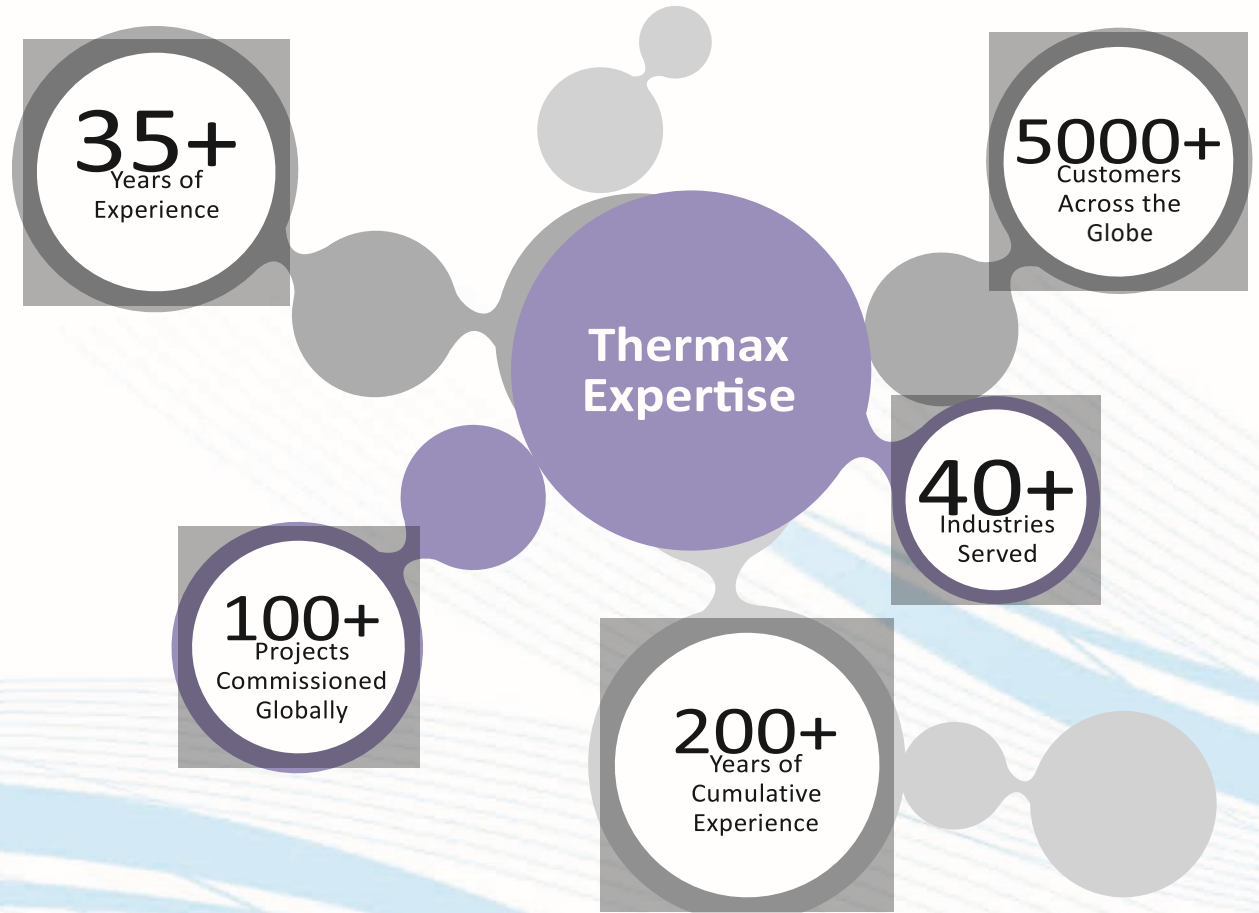 35+
Years of
Experience
5000+
Customers
Across the
Globe
Thermax
Expertise
40+
Industries
Served
100+
Projects
Commissioned
Globally
200+
Years of
Cumulative
Experience